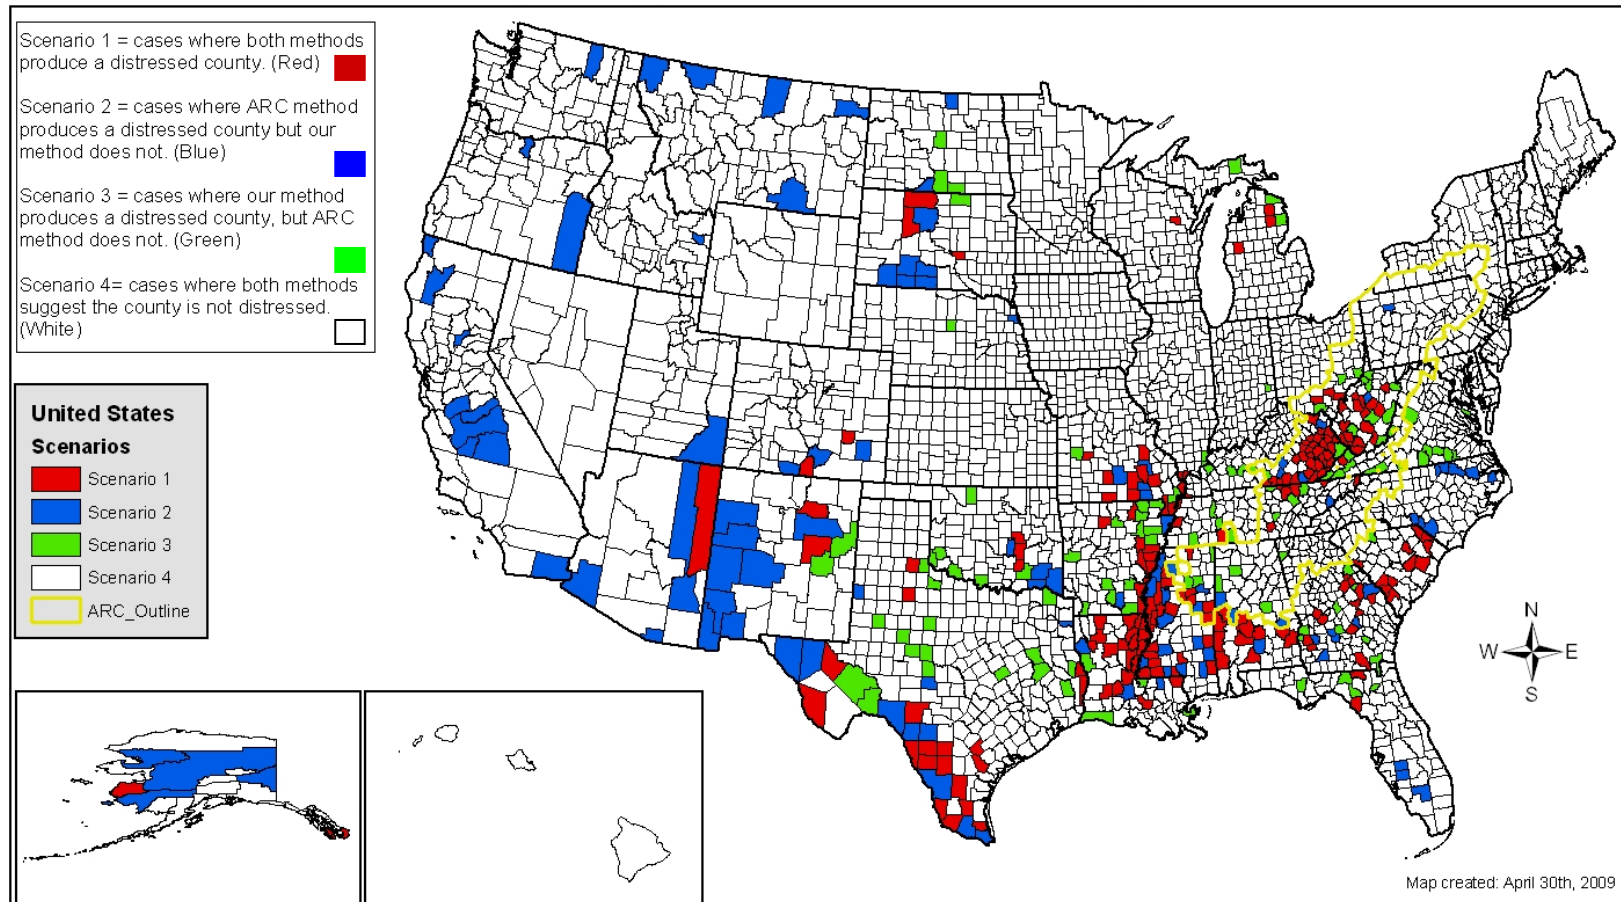 Scenario 1 = cases where both methods
produce a distressed county. (Red)
Scenario 2 = cases where ARC method
produces a distressed county but our
method does not. (Blue)
Scenario 3 = cases where our method
produces a distressed county, but ARC
method does not. (Green)
Scenario 4= cases where both methods
suggest the county is not distressed.
(White)
United States
Scenarios
Scenario 1
Scenario 2
Scenario 3
Scenario 4
ARC_Outline
N
W
E
S
Map created: April 30th, 2009